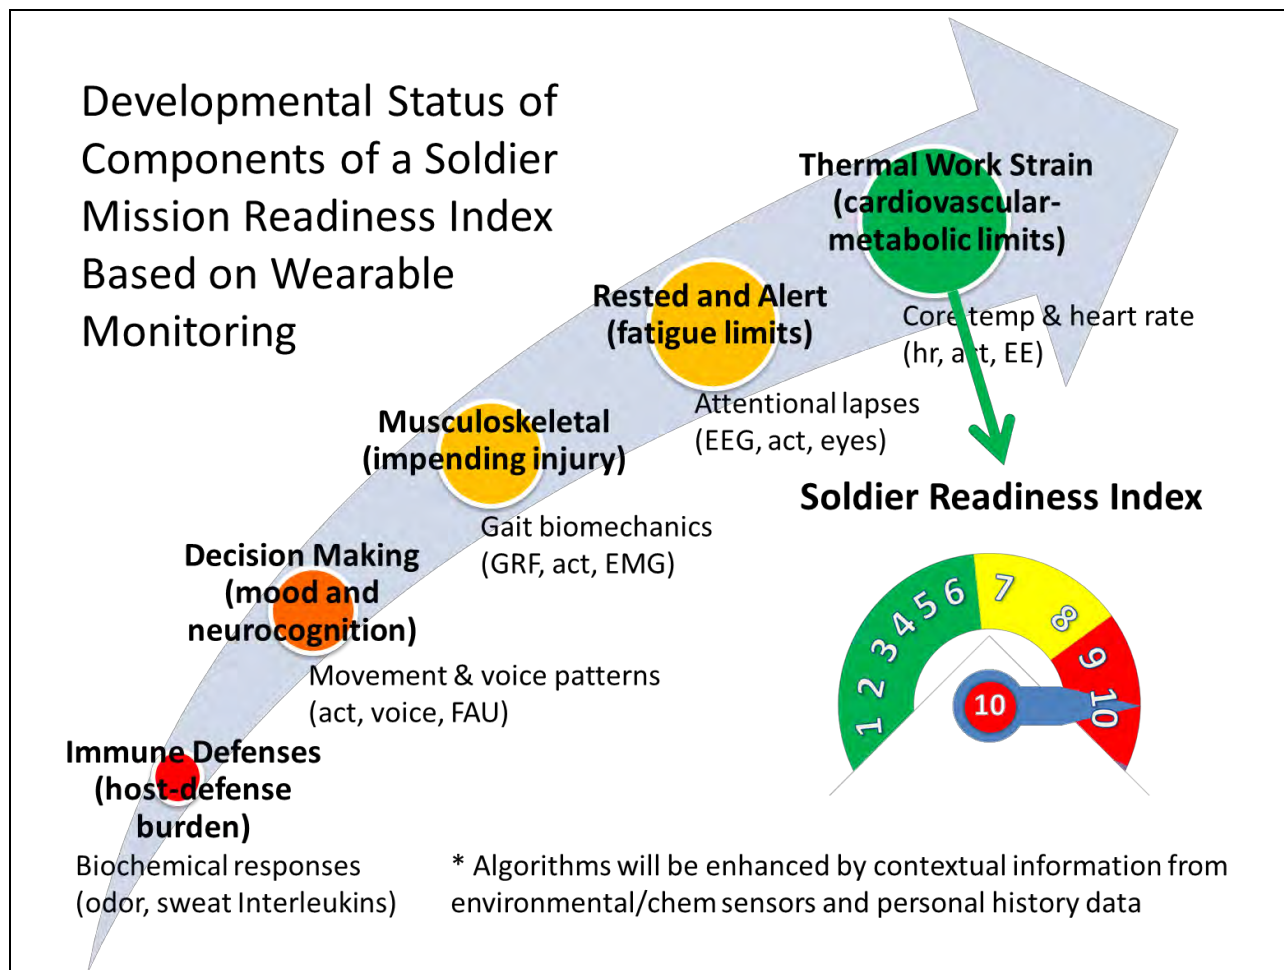 Developmental Status of
Components of a Soldier
Mission Readiness Index
Based on Wearable
Monitoring
Thermal Work Strain
(cardiovascular-
metabolic limits)
Core temp & heart rate
(hr, act, EE)
Rested and Alert
(fatigue limits)
Attentional lapses
(EEG, act, eyes)
Musculoskeletal
(impending injury)
Gait biomechanics
(GRF, act, EMG)
Decision Making
(mood and
neurocognition)
Movement & voice patterns
(act, voice, FAU)
Immune Defenses
(host-defense
burden)
Biochemical responses
(odor, sweat Interleukins)
Soldier Readiness Index
1 2 3 4 5 6 7 8 9 10
10
* Algorithms will be enhanced by contextual information from
environmental/chem sensors and personal history data